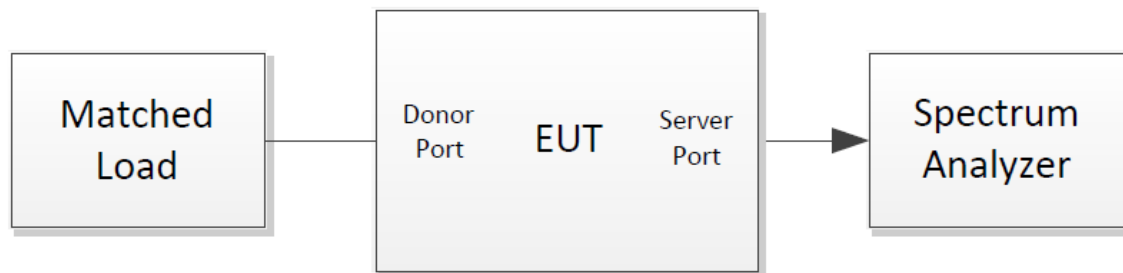 Matched
Load
Donor
Port
EUT
Server
Port
Spectrum
Analyzer